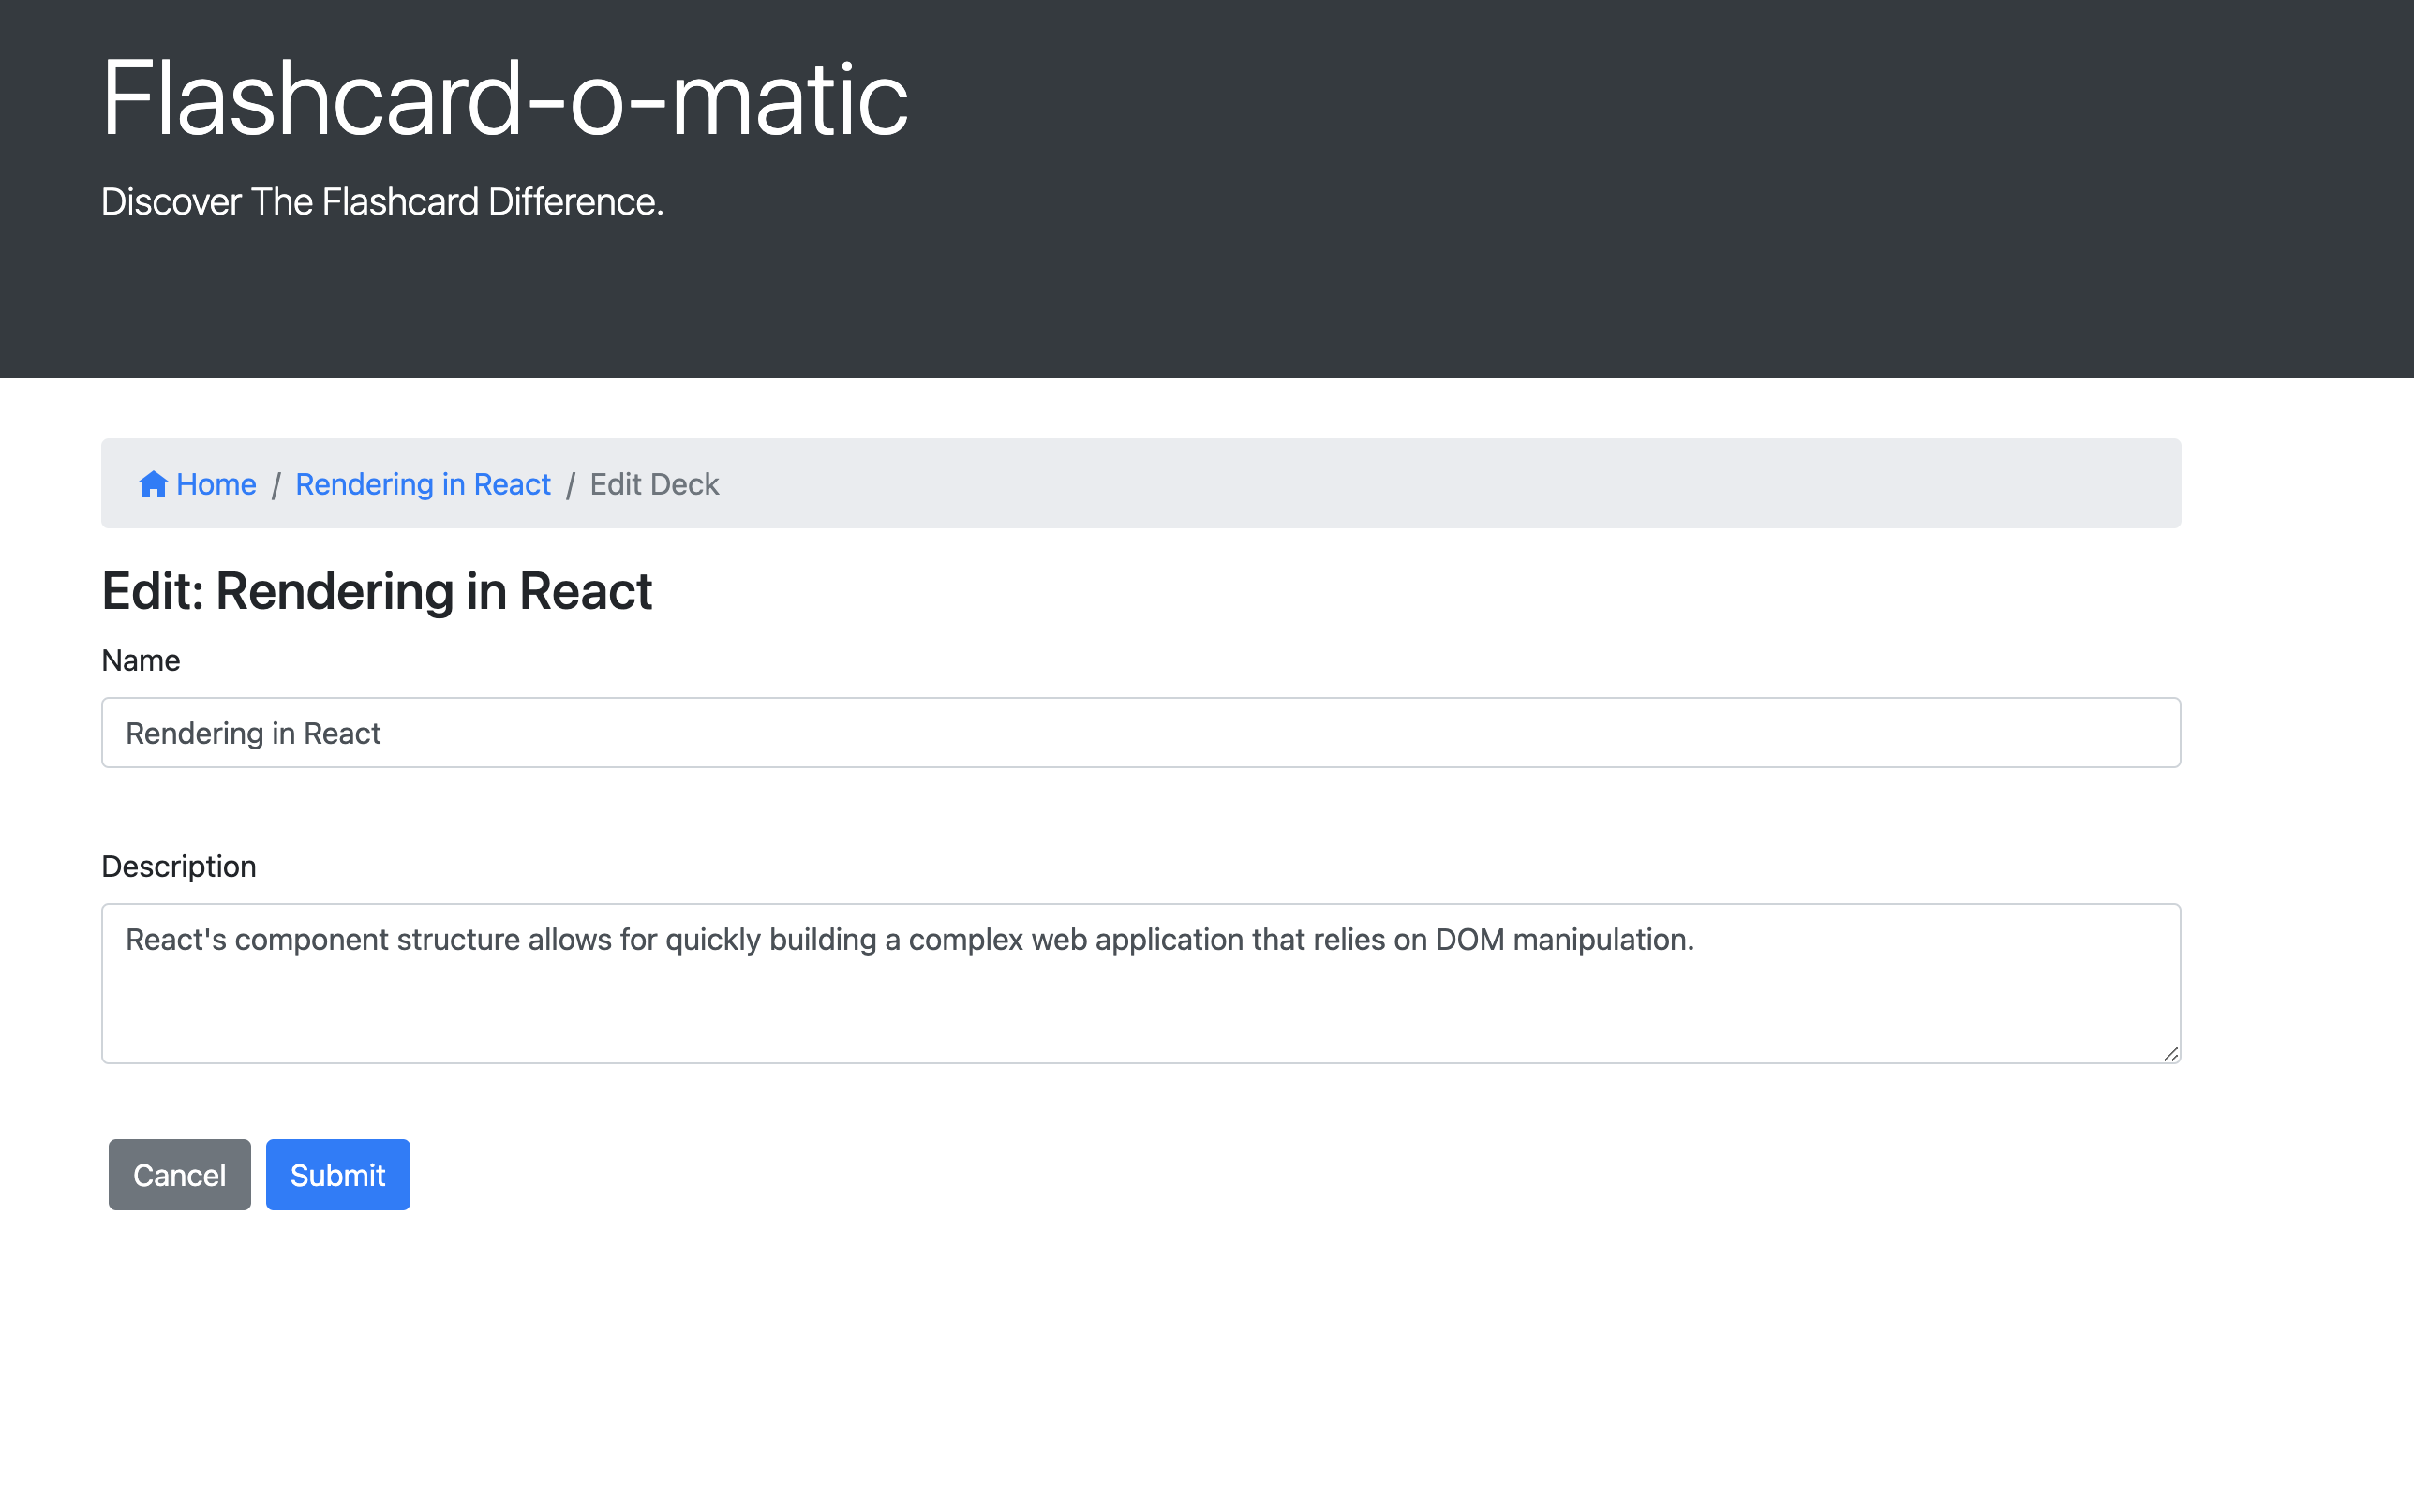 Flashcard-o-matic
Discover The Flashcard Difference.
Home / Rendering in React / Edit Deck
Edit: Rendering in React
Name
Rendering in React
Description
React's component structure allows for quickly building a complex web application that relies on DOM manipulation.
Cancel Submit